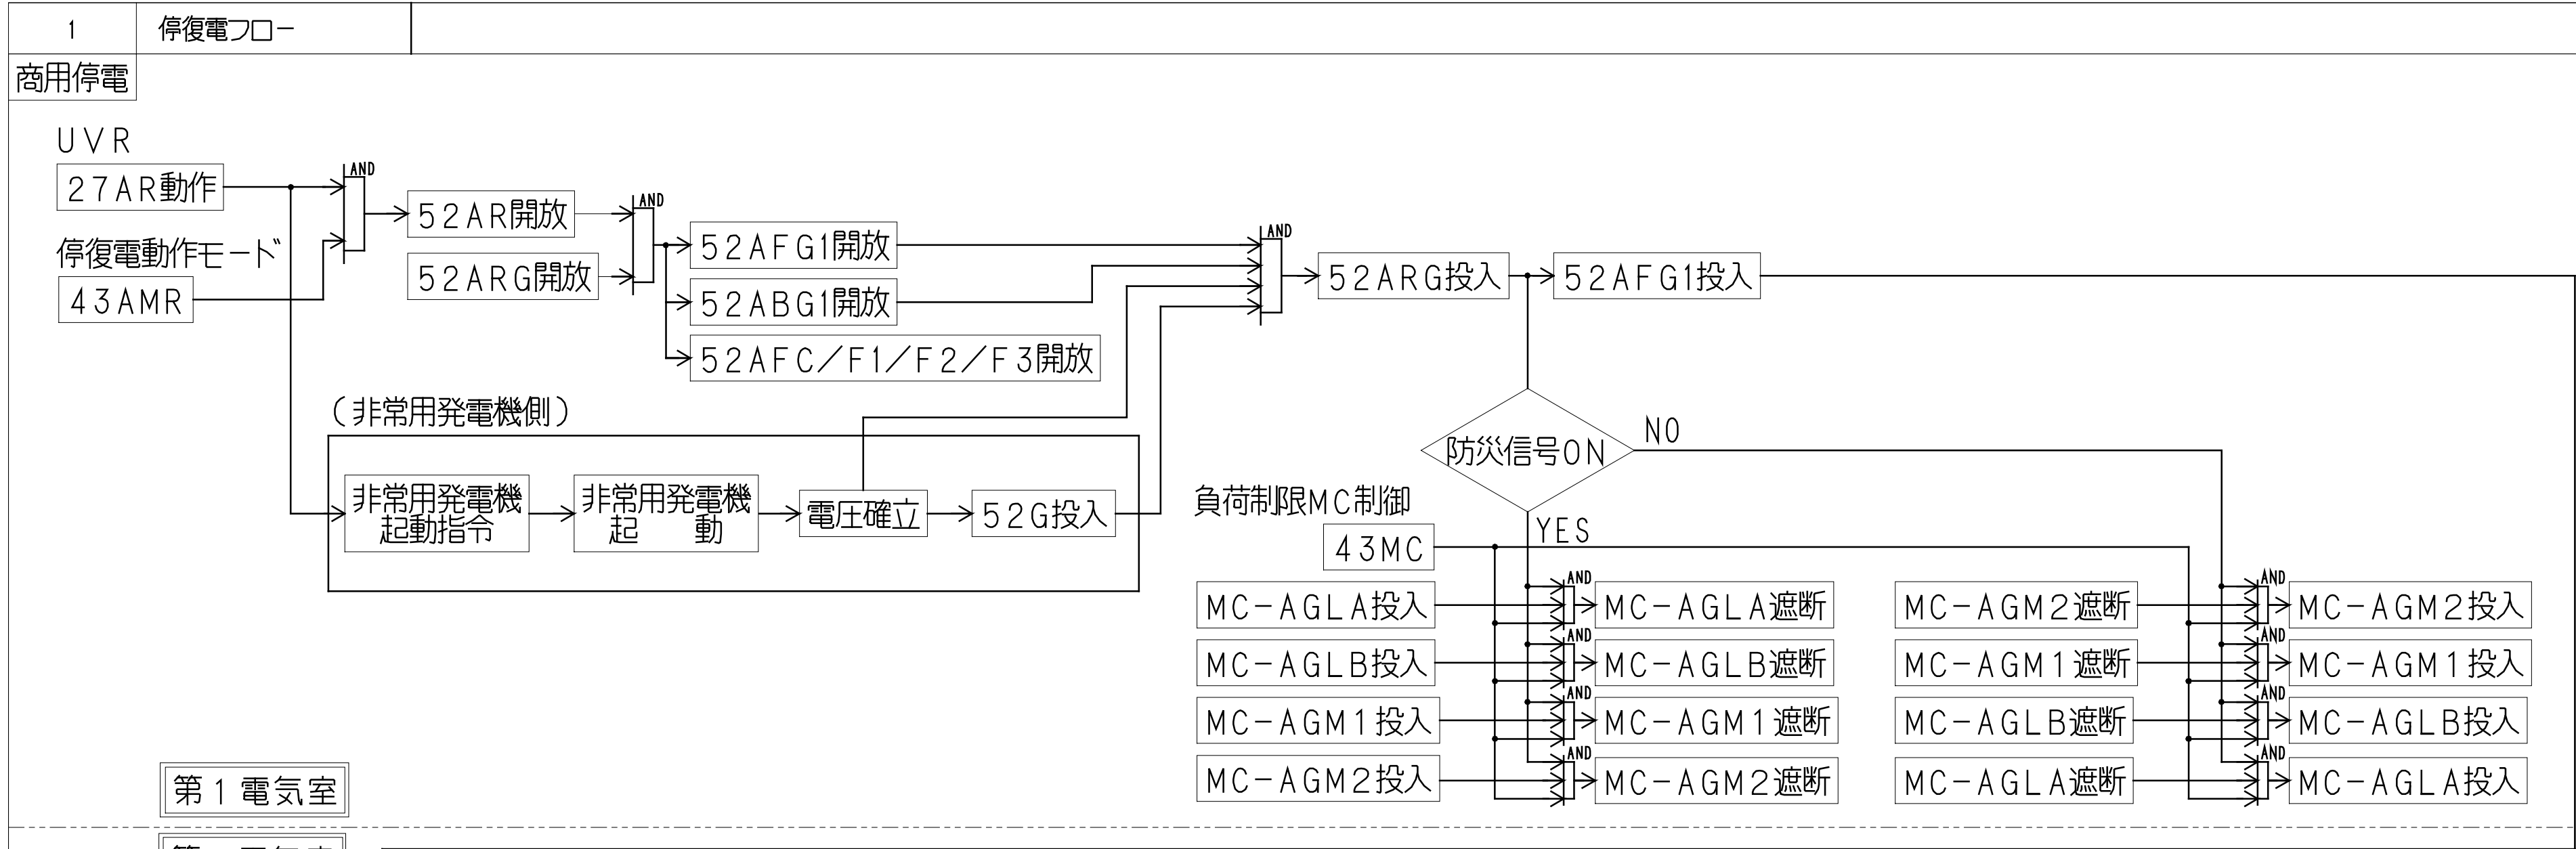 1 停復電フロー
商用停電
UVR
27AR動作
停復電動作モード
43AMR
AND
52AR開放
52ARG開放
AND
52AFG1開放
52ABG1開放
52AFC/F1/F2/F3開放
(非常用発電機側)
非常用発電機
起動指令
非常用発電機
起 動
電圧確立
52G投入
AND
52ARG投入
52AFG1投入
防災信号ON
NO
YES
負荷制限MC制御
43MC
MC-AGLA投入 AND MC-AGLA遮断
MC-AGLB投入 AND MC-AGLB遮断
MC-AGM1投入 AND MC-AGM1遮断
MC-AGM2投入 AND MC-AGM2遮断
MC-AGM2遮断 AND MC-AGM2投入
MC-AGM1遮断 AND MC-AGM1投入
MC-AGLB遮断 AND MC-AGLB投入
MC-AGLA遮断 AND MC-AGLA投入
第1電気室